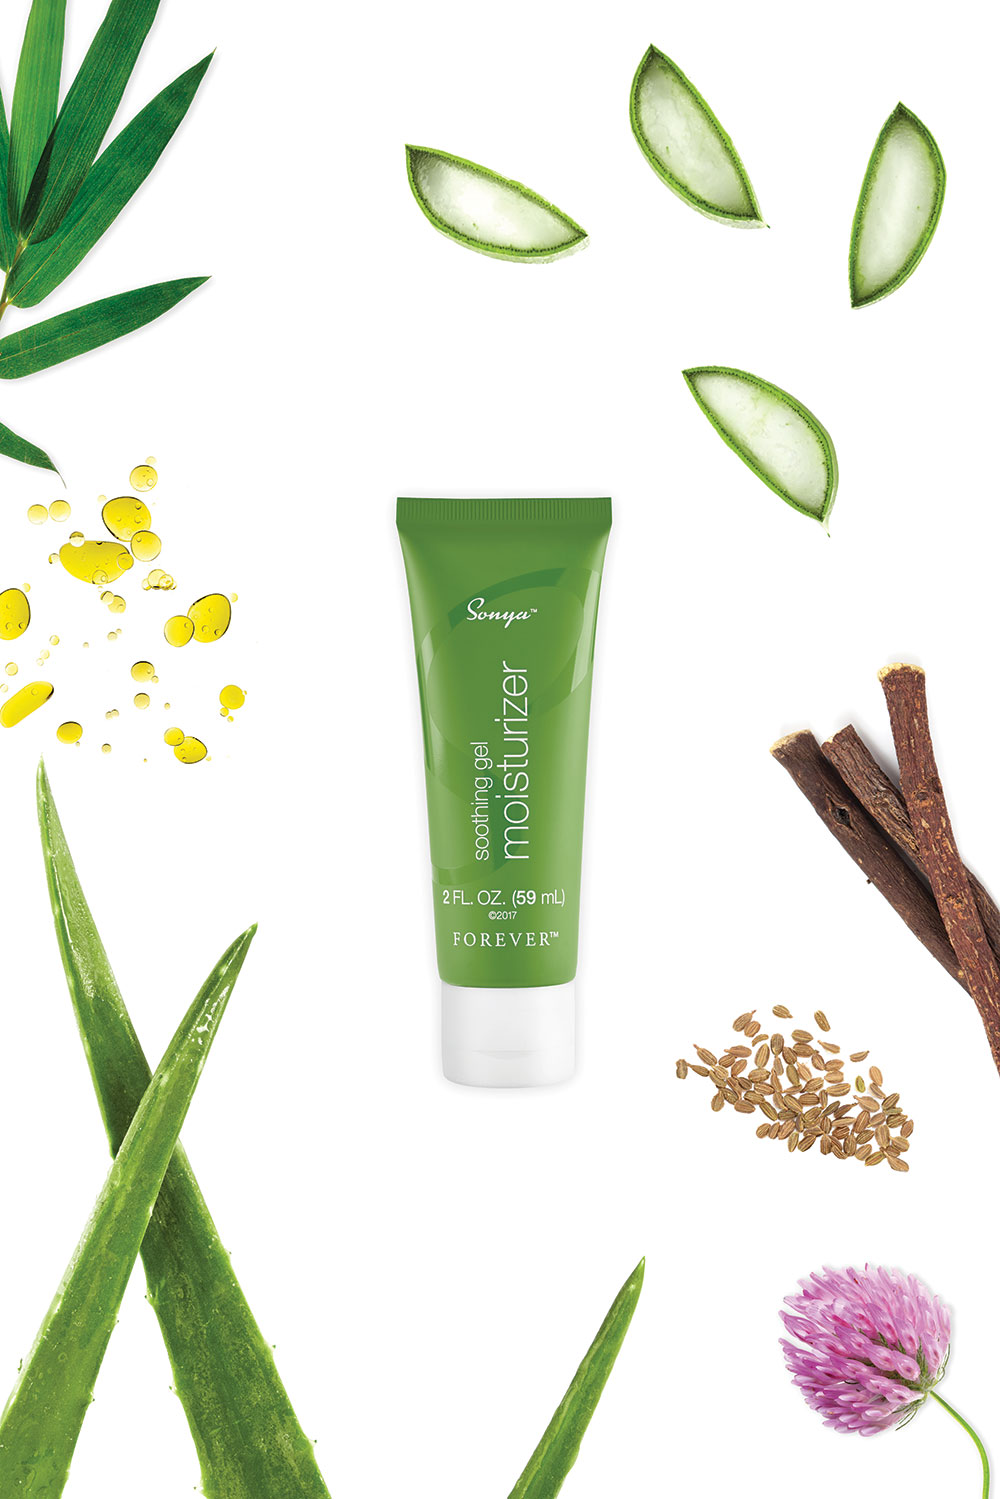 Sonya™
soothing gel
moisturizer
2 FL. OZ. (59 mL)
©2017
FOREVER™